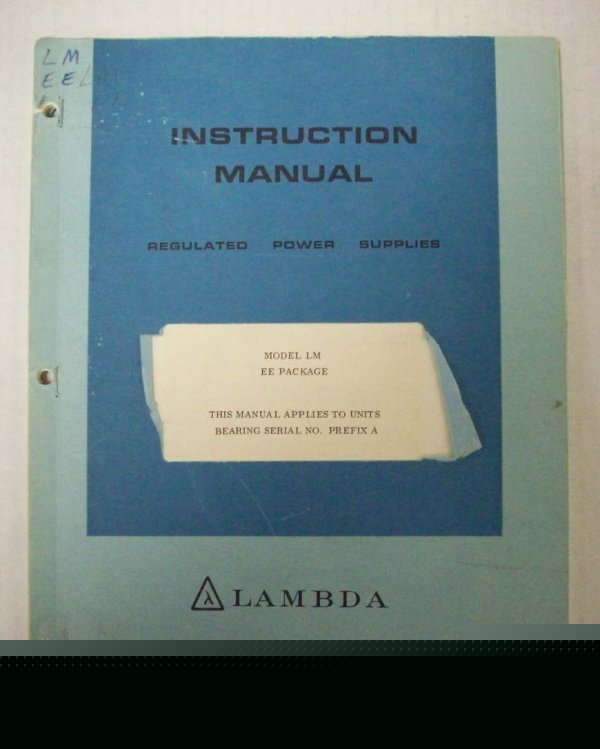 LM
EE
INSTRUCTION
MANUAL
REGULATED POWER SUPPLIES
MODEL LM
EE PACKAGE
THIS MANUAL APPLIES TO UNITS
BEARING SERIAL NO. PREFIX A
λ LAMBDA